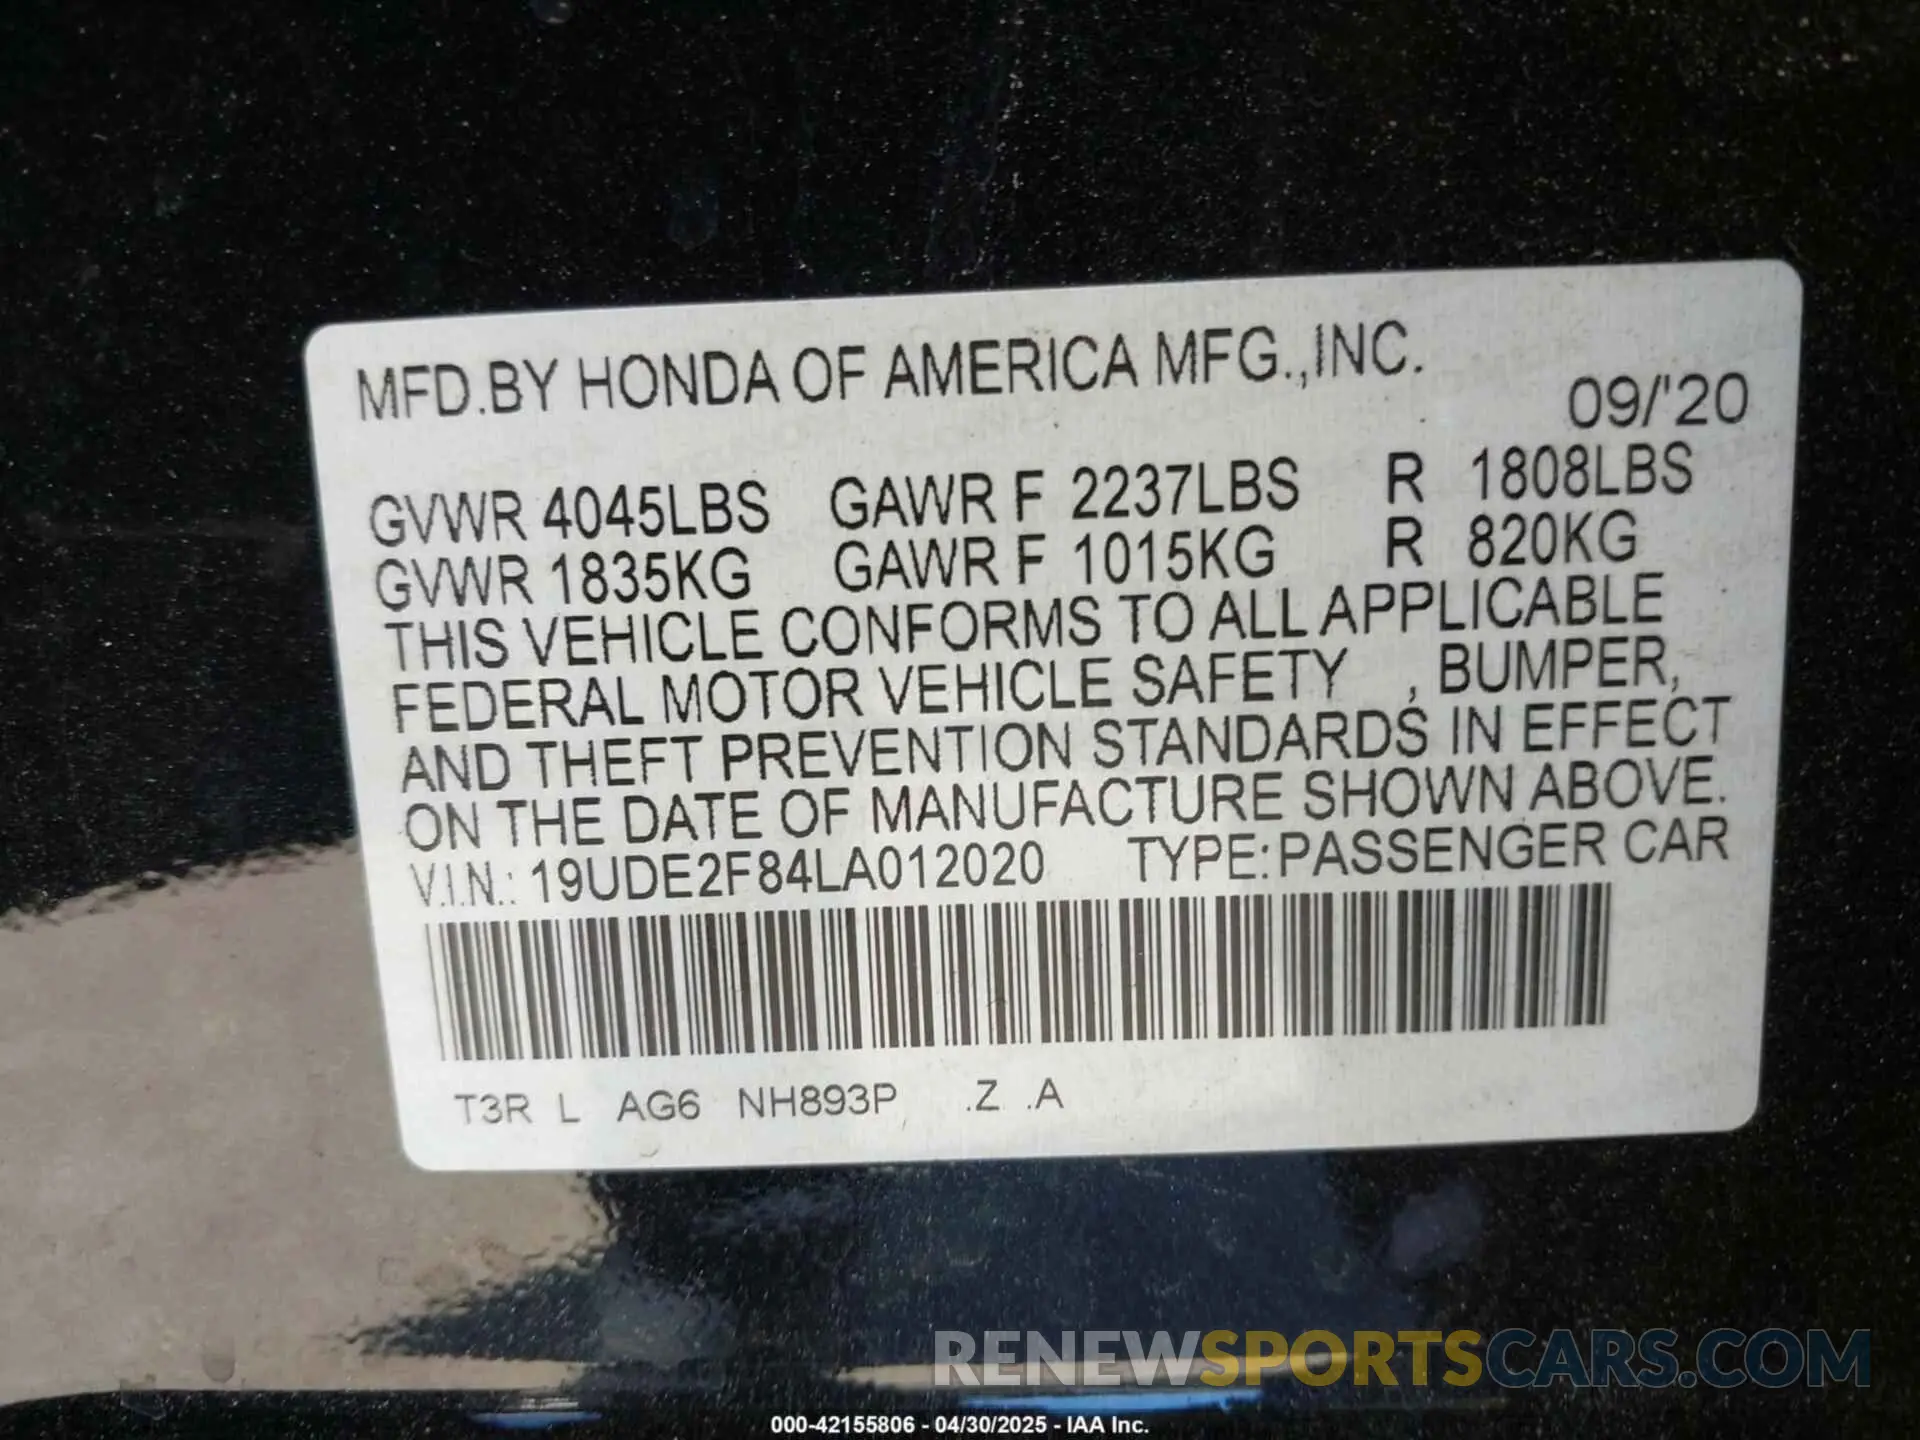 MFD.BY HONDA OF AMERICA MFG.,INC.
09/'20
GVWR 4045LBS GAWR F 2237LBS R 1808LBS
GVWR 1835KG GAWR F 1015KG R 820KG
THIS VEHICLE CONFORMS TO ALL APPLICABLE
FEDERAL MOTOR VEHICLE SAFETY , BUMPER,
AND THEFT PREVENTION STANDARDS IN EFFECT
ON THE DATE OF MANUFACTURE SHOWN ABOVE.
V.I.N.: 19UDE2F84LA012020 TYPE:PASSENGER CAR
T3R L AG6 NH893P .Z .A
RENEWSPORTSCARS.COM
000-42155806 - 04/30/2025 - IAA Inc.